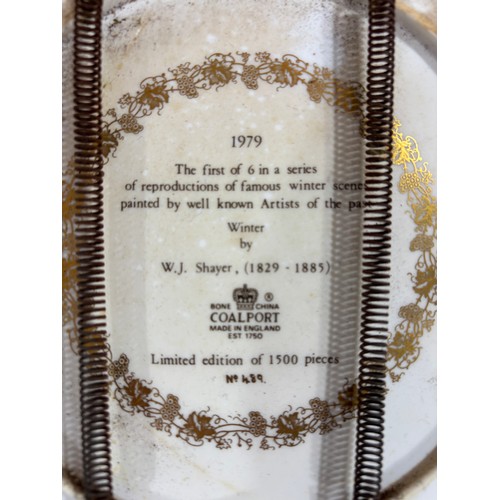 1979
The first of 6 in a series
of reproductions of famous winter scenes
painted by well known Artists of the past
Winter
by
W.J. Shayer, (1829 - 1885)
®
BONE CHINA
COALPORT
MADE IN ENGLAND
EST 1750
Limited edition of 1500 pieces
Nº 489.